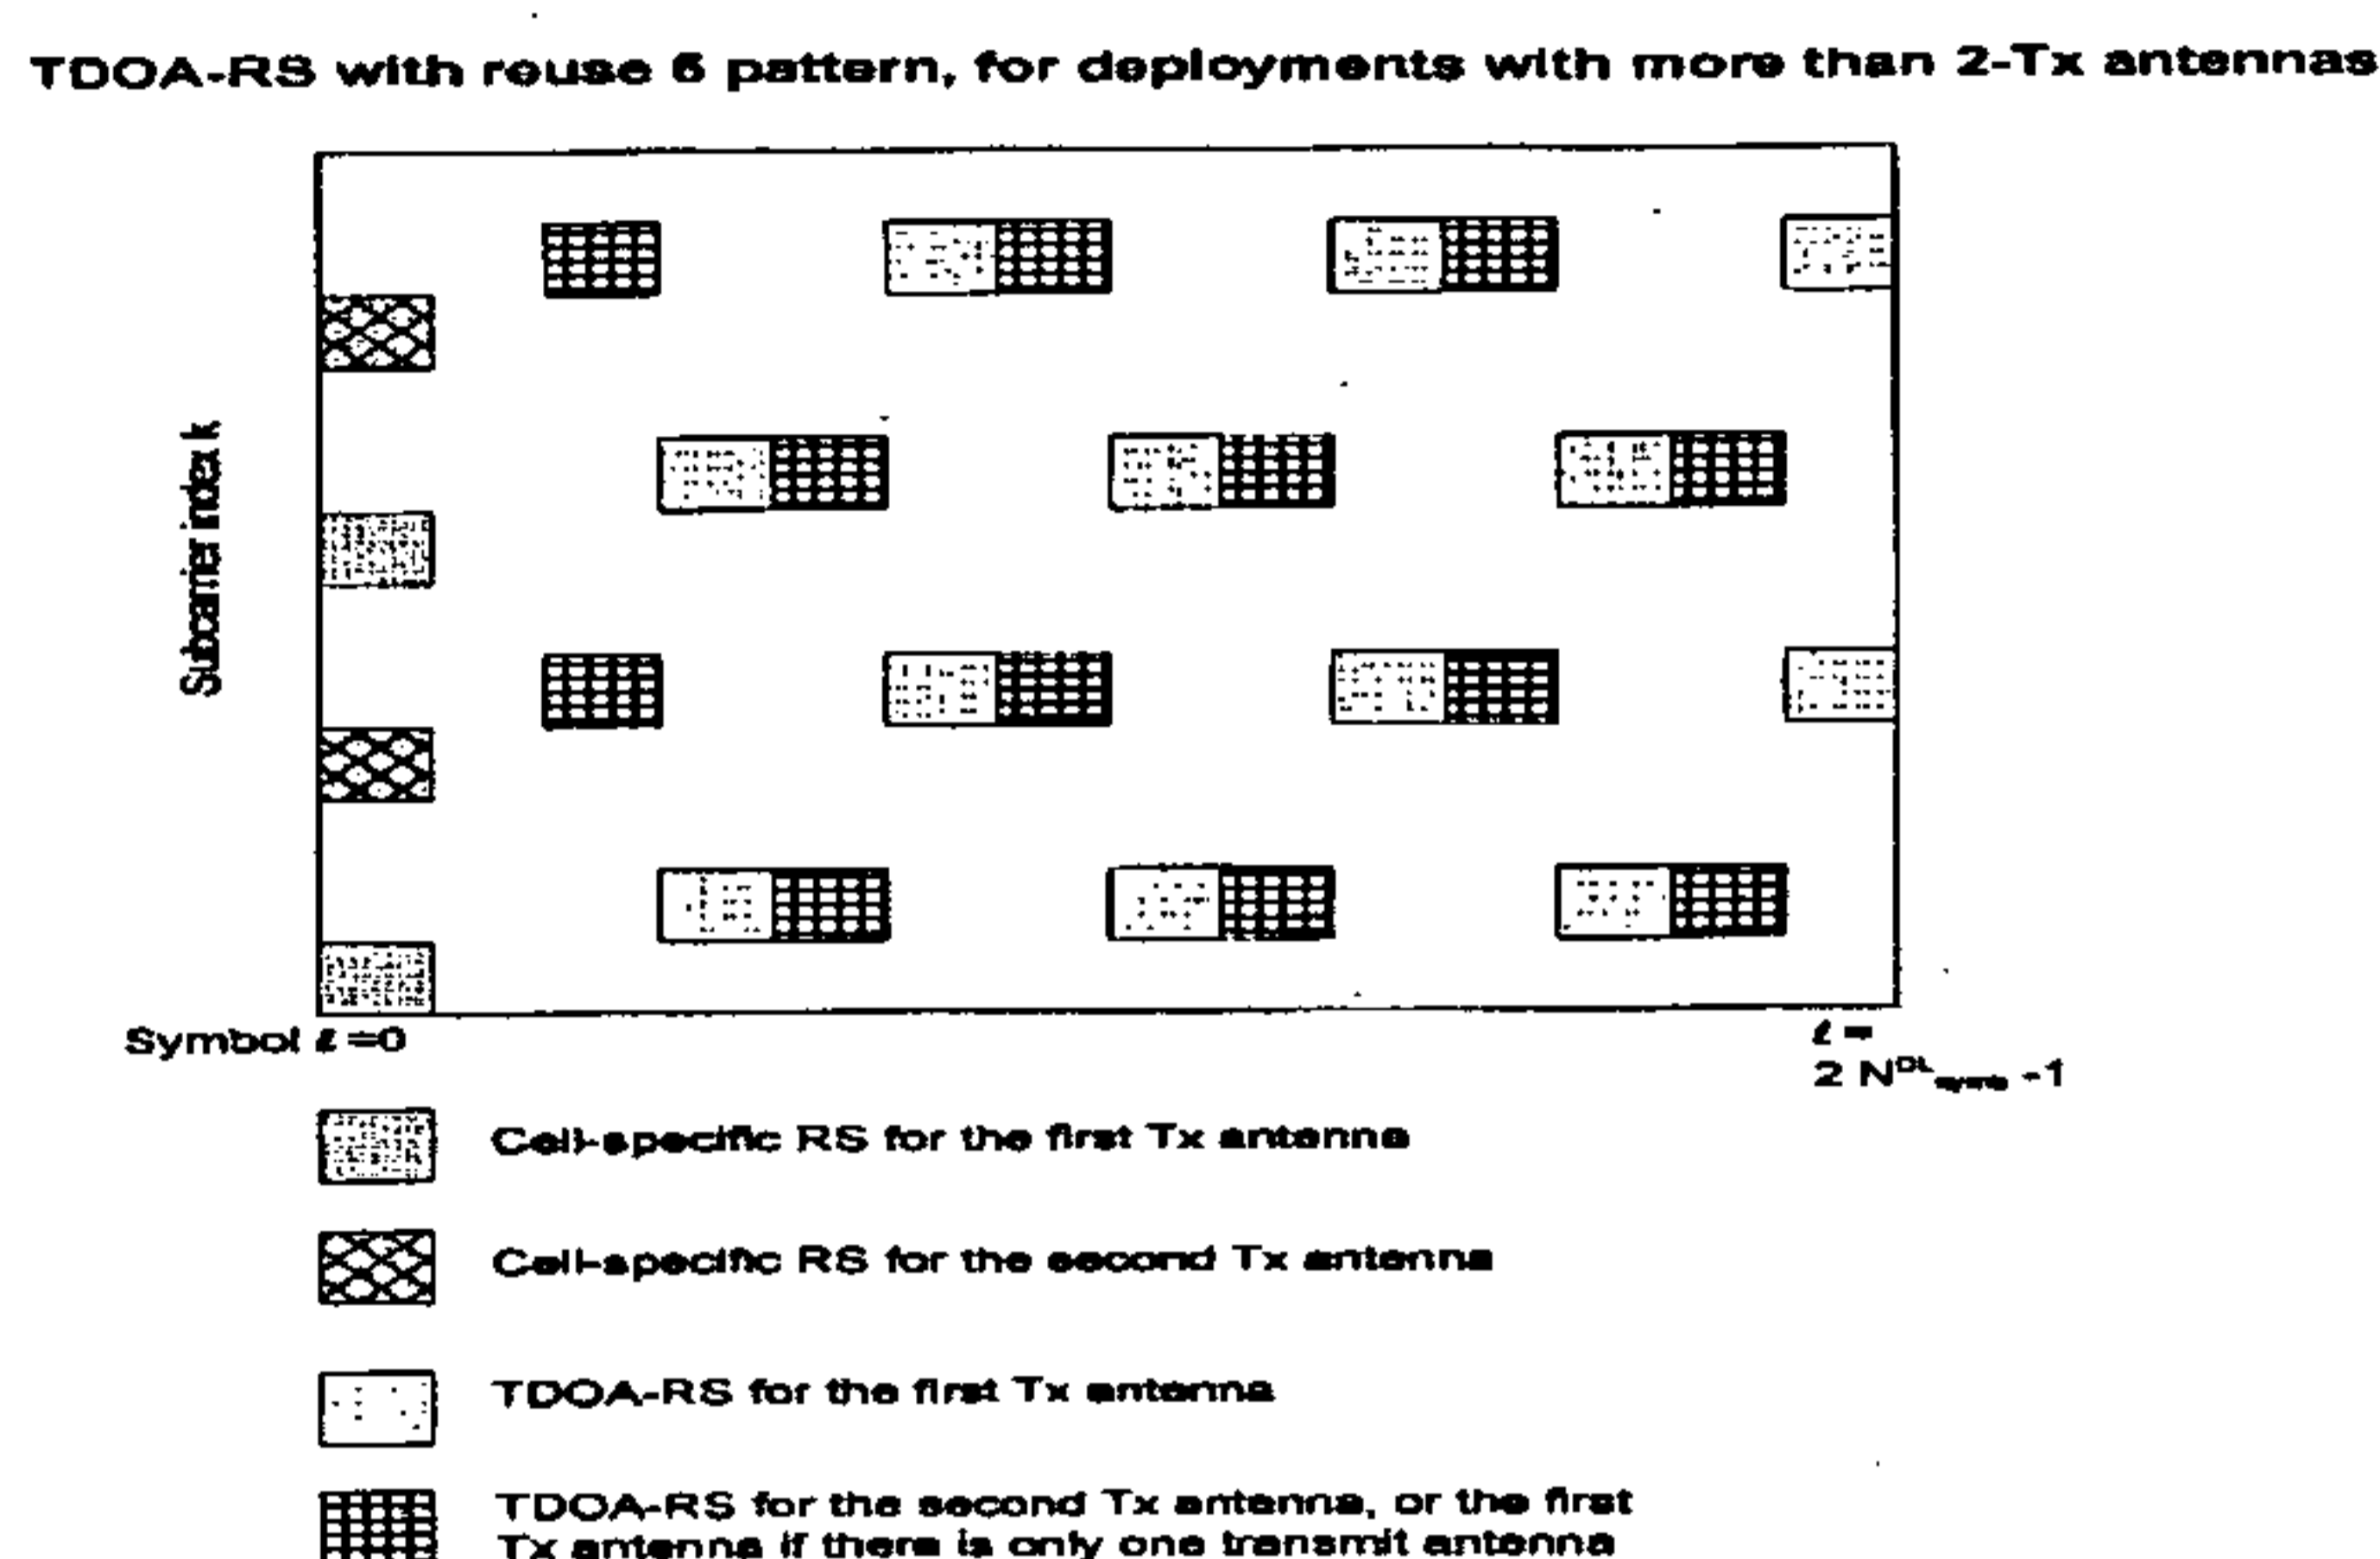 TDOA-RS with reuse 6 pattern, for deployments with more than 2-Tx antennas
Subcarrier index k
Symbol ℓ =0
ℓ =
2 N^DL_symb -1
Cell-specific RS for the first Tx antenna
Cell-specific RS for the second Tx antenna
TDOA-RS for the first Tx antenna
TDOA-RS for the second Tx antenna, or the first
Tx antenna if there is only one transmit antenna